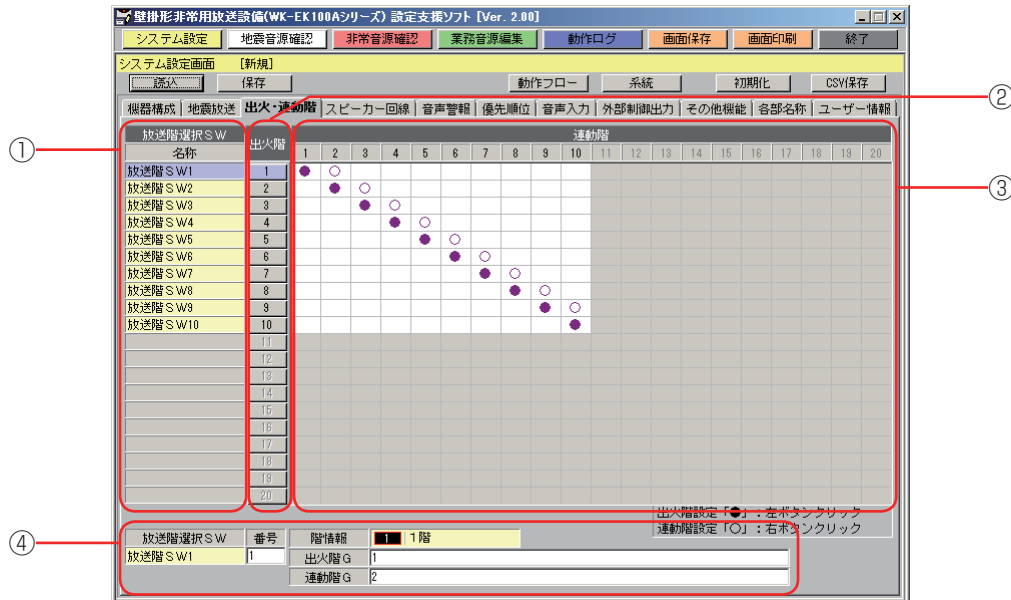 壁掛形非常用放送設備(WK-EK100Aシリーズ) 設定支援ソフト [Ver. 2.00]
システム設定 地震音源確認 非常音源確認 業務音源編集 動作ログ 画面保存 画面印刷 終了
システム設定画面 [新規]
読込 保存 動作フロー 系統 初期化 CSV保存
機器構成 地震放送 出火・連動階 スピーカー回線 音声警報 優先順位 音声入力 外部制御出力 その他機能 各部名称 ユーザー情報
②
①
放送階選択SW 出火階 連動階
名称 1 2 3 4 5 6 7 8 9 10 11 12 13 14 15 16 17 18 19 20
放送階SW1 1 ● ○
放送階SW2 2 ● ○
③
放送階SW3 3 ● ○
放送階SW4 4 ● ○
放送階SW5 5 ● ○
放送階SW6 6 ● ○
放送階SW7 7 ● ○
放送階SW8 8 ● ○
放送階SW9 9 ● ○
放送階SW10 10 ●
11
12
13
14
15
16
17
18
19
20
出火階設定「●」：左ボタンクリック
連動階設定「○」：右ボタンクリック
④
放送階選択SW 番号 階情報 1 1階
放送階SW1 1 出火階G 1
連動階G 2